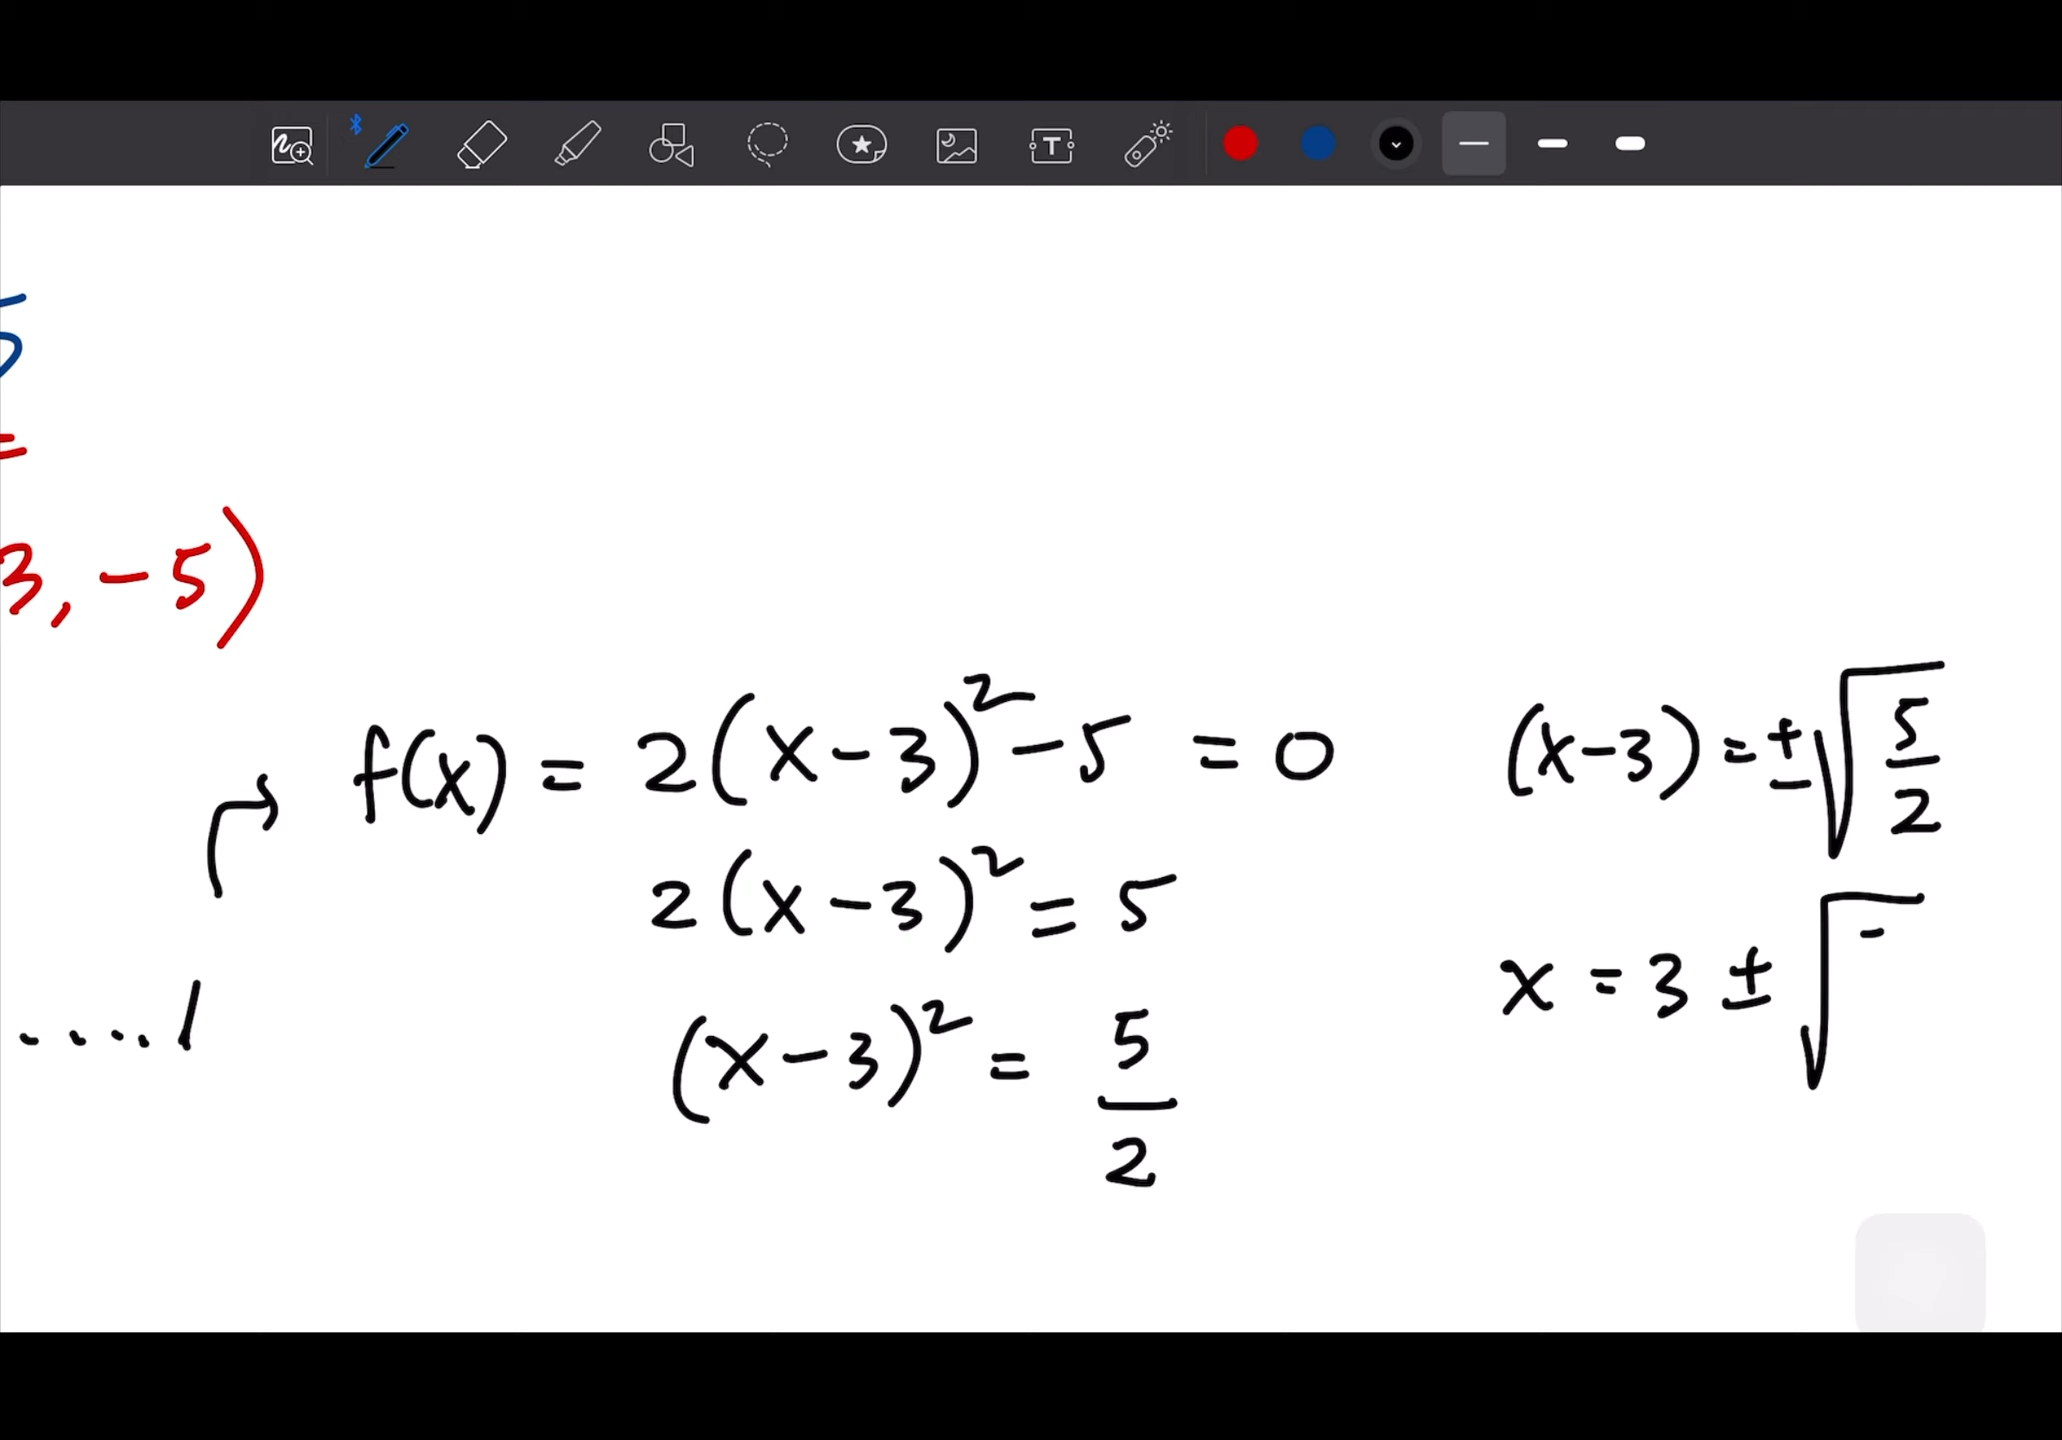 3, -5)
f(x) = 2(x-3)² - 5 = 0
2(x-3)² = 5
(x-3)² = 5/2
(x-3) = ±√(5/2)
x = 3 ±√